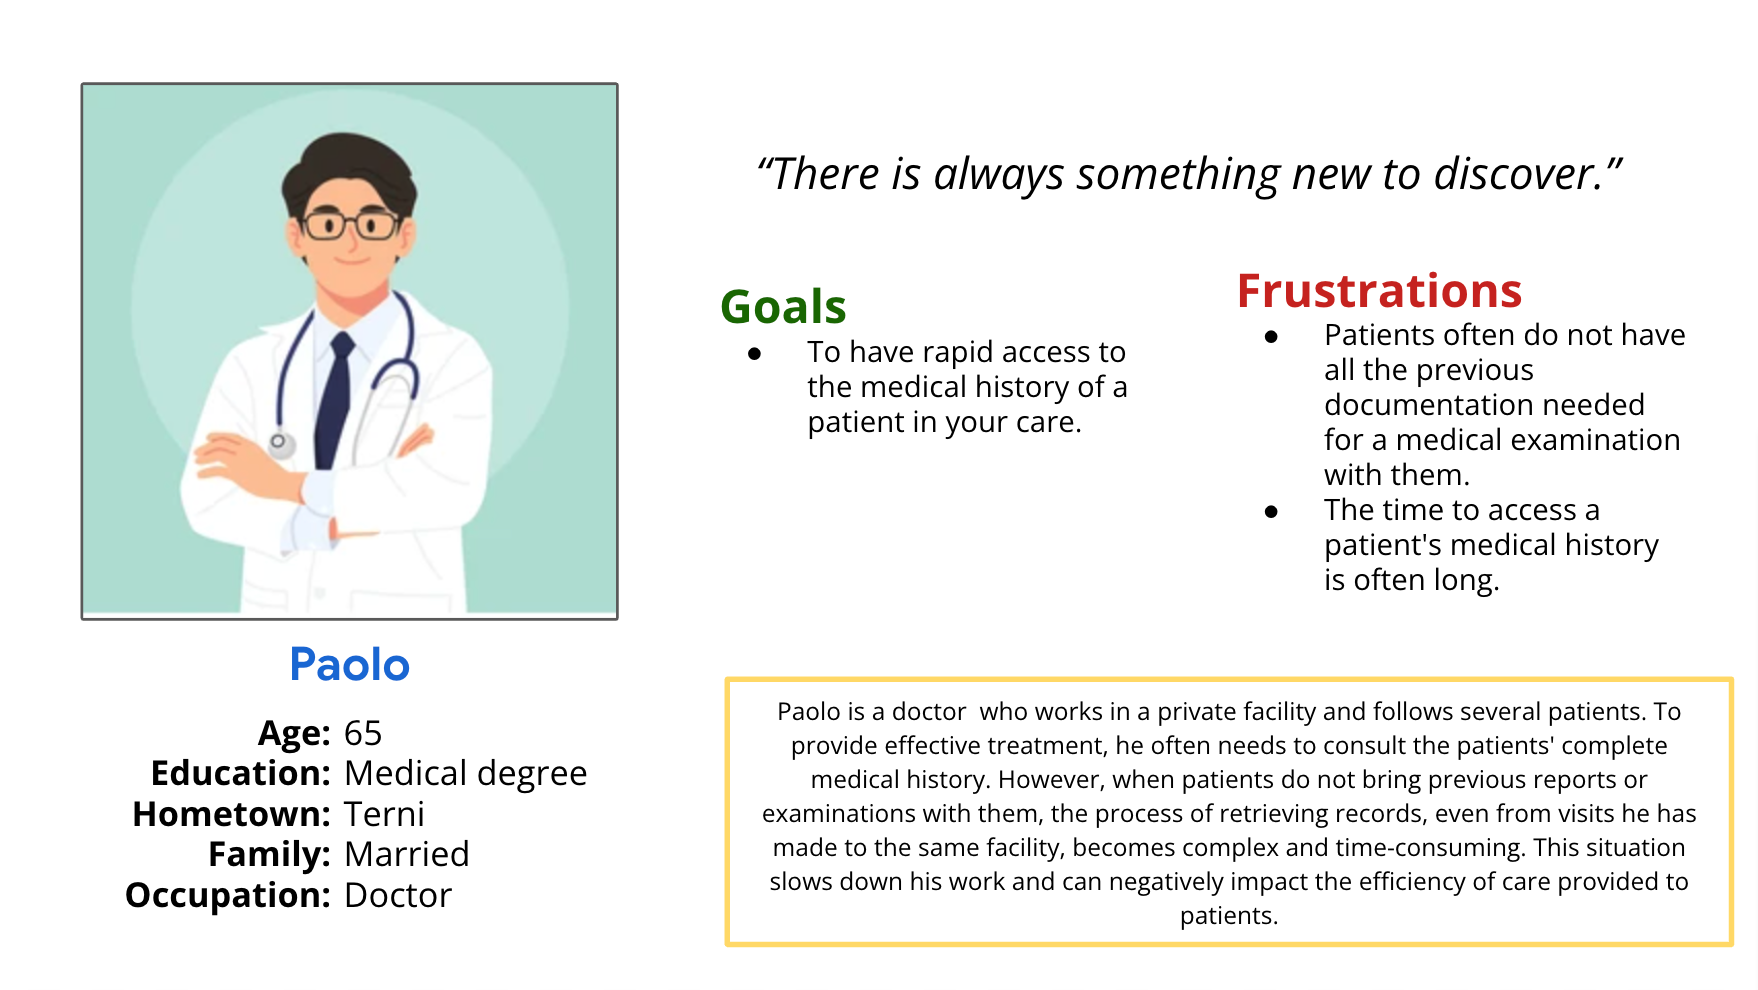 “There is always something new to discover.”
Goals
● To have rapid access to
the medical history of a
patient in your care.
Frustrations
● Patients often do not have
all the previous
documentation needed
for a medical examination
with them.
● The time to access a
patient's medical history
is often long.
Paolo
Age: 65
Education: Medical degree
Hometown: Terni
Family: Married
Occupation: Doctor
Paolo is a doctor  who works in a private facility and follows several patients. To
provide effective treatment, he often needs to consult the patients' complete
medical history. However, when patients do not bring previous reports or
examinations with them, the process of retrieving records, even from visits he has
made to the same facility, becomes complex and time-consuming. This situation
slows down his work and can negatively impact the efficiency of care provided to
patients.